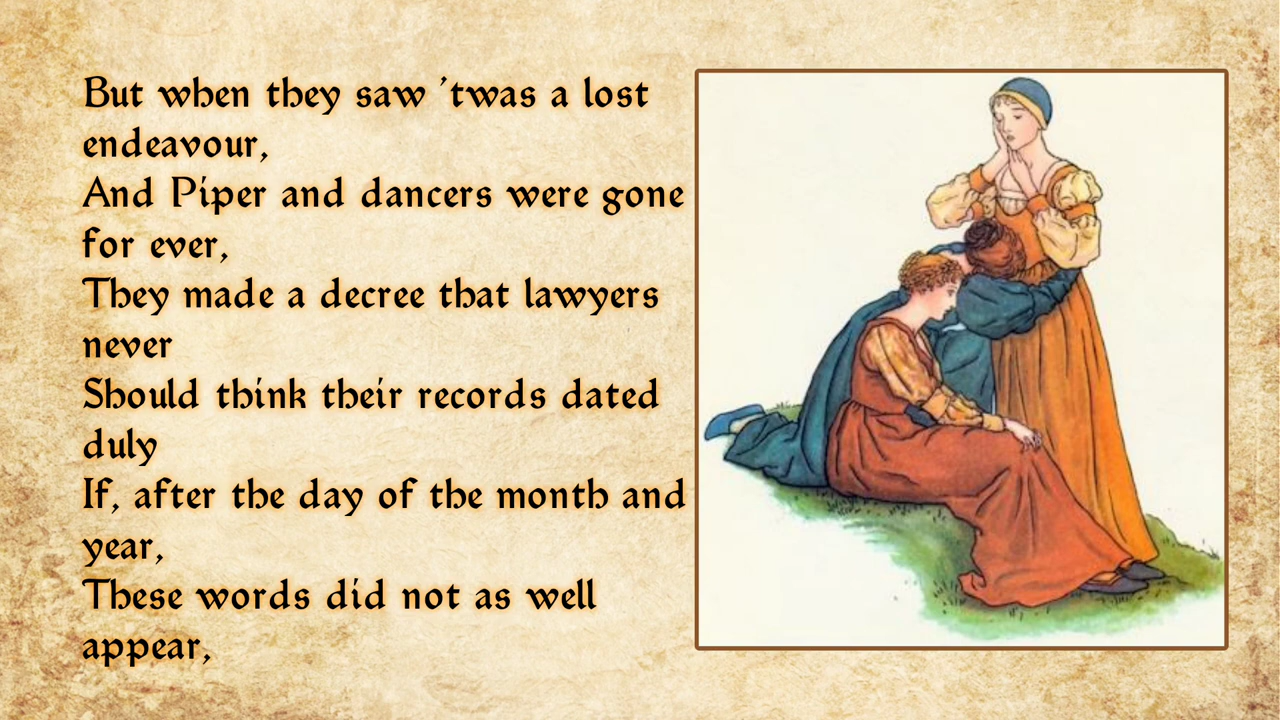 But when they saw ’twas a lost
endeavour,
And Piper and dancers were gone
for ever,
They made a decree that lawyers
never
Should think their records dated
duly
If, after the day of the month and
year,
These words did not as well
appear,